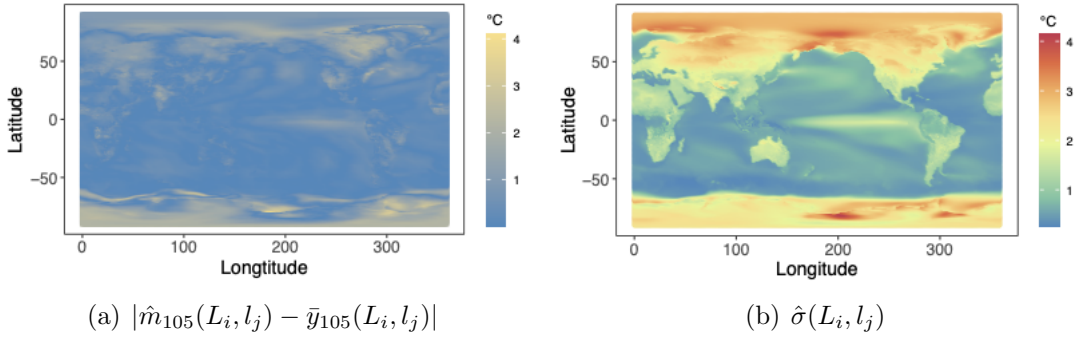 °C
4
3
2
1
50
0
−50
Latitude
0 100 200 300
Longtitude
(a) |m̂₁₀₅(Lᵢ, lⱼ) − ȳ₁₀₅(Lᵢ, lⱼ)|
°C
4
3
2
1
50
0
−50
Latitude
0 100 200 300
Longitude
(b) σ̂(Lᵢ, lⱼ)